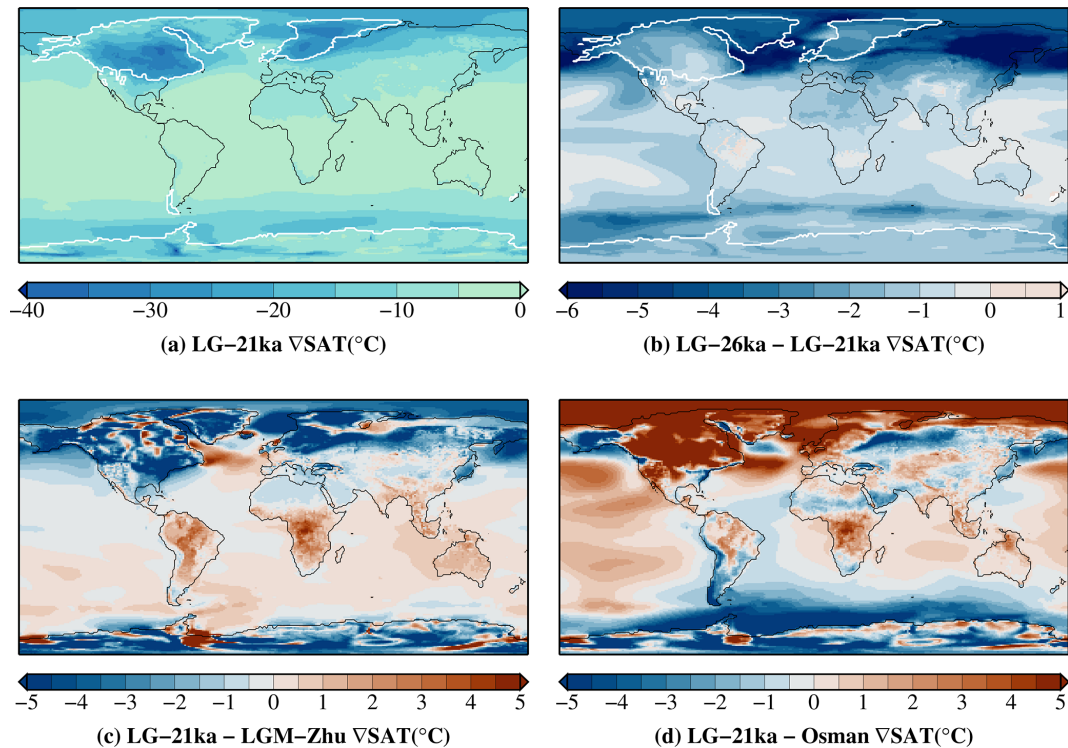 −40 −30 −20 −10 0
(a) LG−21ka ∇SAT(°C)
−6 −5 −4 −3 −2 −1 0 1
(b) LG−26ka − LG−21ka ∇SAT(°C)
−5 −4 −3 −2 −1 0 1 2 3 4 5
(c) LG−21ka − LGM−Zhu ∇SAT(°C)
−5 −4 −3 −2 −1 0 1 2 3 4 5
(d) LG−21ka − Osman ∇SAT(°C)